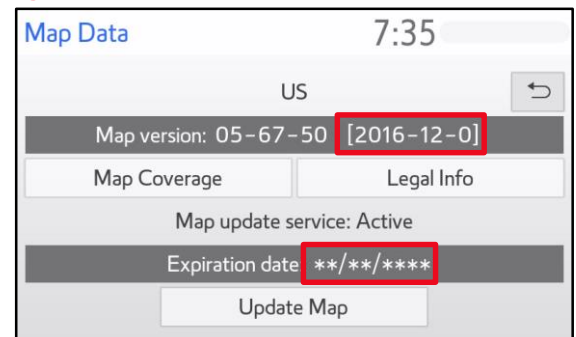 Map Data 7:35
US
Map version: 05-67-50 [2016-12-0]
Map Coverage Legal Info
Map update service: Active
Expiration date **/**/****
Update Map